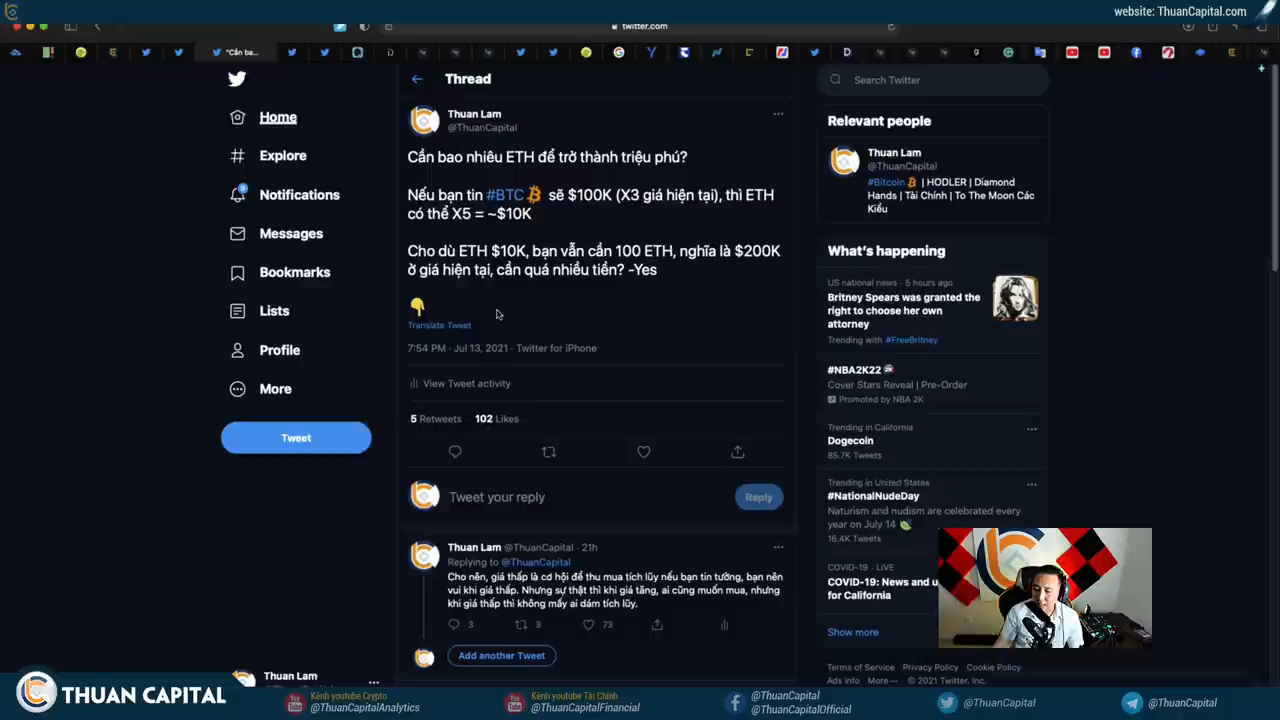 website: ThuanCapital.com
twitter.com
"Cần ba...
Thread
Search Twitter
Home
Explore
Notifications
Messages
Bookmarks
Lists
Profile
More
Tweet
Thuan Lam
@ThuanCapital
Cần bao nhiêu ETH để trở thành triệu phú?
Nếu bạn tin #BTC sẽ $100K (X3 giá hiện tại), thì ETH
có thể X5 = ~$10K
Cho dù ETH $10K, bạn vẫn cần 100 ETH, nghĩa là $200K
ở giá hiện tại, cần quá nhiều tiền? -Yes
Translate Tweet
7:54 PM · Jul 13, 2021 · Twitter for iPhone
View Tweet activity
5 Retweets 102 Likes
Tweet your reply
Reply
Thuan Lam @ThuanCapital · 21h
Replying to @ThuanCapital
Cho nên, giá thấp là cơ hội để thu mua tích lũy nếu bạn tin tưởng, bạn nên
vui khi giá thấp. Nhưng sự thật thì khi giá tăng, ai cũng muốn mua, nhưng
khi giá thấp thì không mấy ai dám tích lũy.
3 3 73
Add another Tweet
Relevant people
Thuan Lam
@ThuanCapital
#Bitcoin | HODLER | Diamond
Hands | Tài Chính | To The Moon Các
Kiểu
What's happening
US national news · 5 hours ago
Britney Spears was granted the
right to choose her own
attorney
Trending with #FreeBritney
#NBA2K22
Cover Stars Reveal | Pre-Order
Promoted by NBA 2K
Trending in California
Dogecoin
85.7K Tweets
Trending in United States
#NationalNudeDay
Naturism and nudism are celebrated every
year on July 14
16.4K Tweets
COVID-19 · LIVE
COVID-19: News and u
for California
Show more
Terms of Service Privacy Policy Cookie Policy
Ad info More ··· © 2021 Twitter, Inc.
Thuan Lam
THUAN CAPITAL
Kênh youtube Crypto
@ThuanCapitalAnalytics
Kênh youtube Tài Chính
@ThuanCapitalFinancial
@ThuanCapital
@ThuanCapitalOfficial
@ThuanCapital
@ThuanCapital